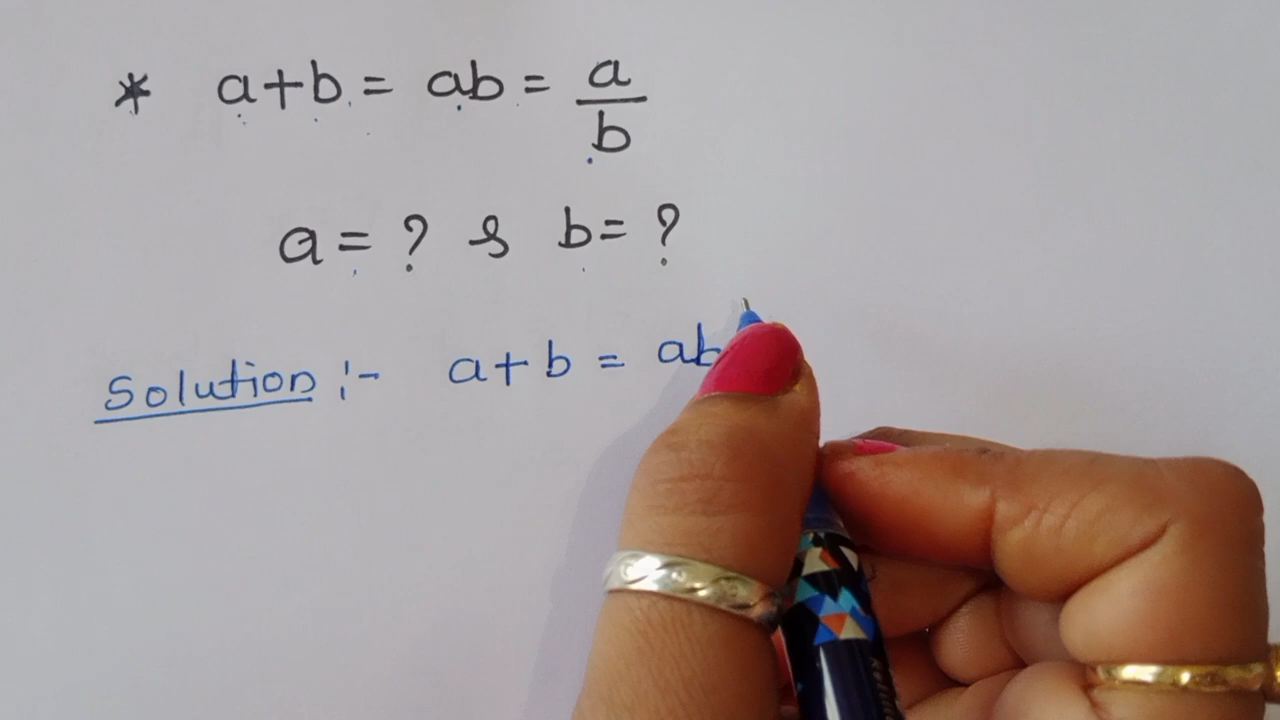 * a+b = ab = a/b
a = ? & b = ?
Solution :- a+b = ab